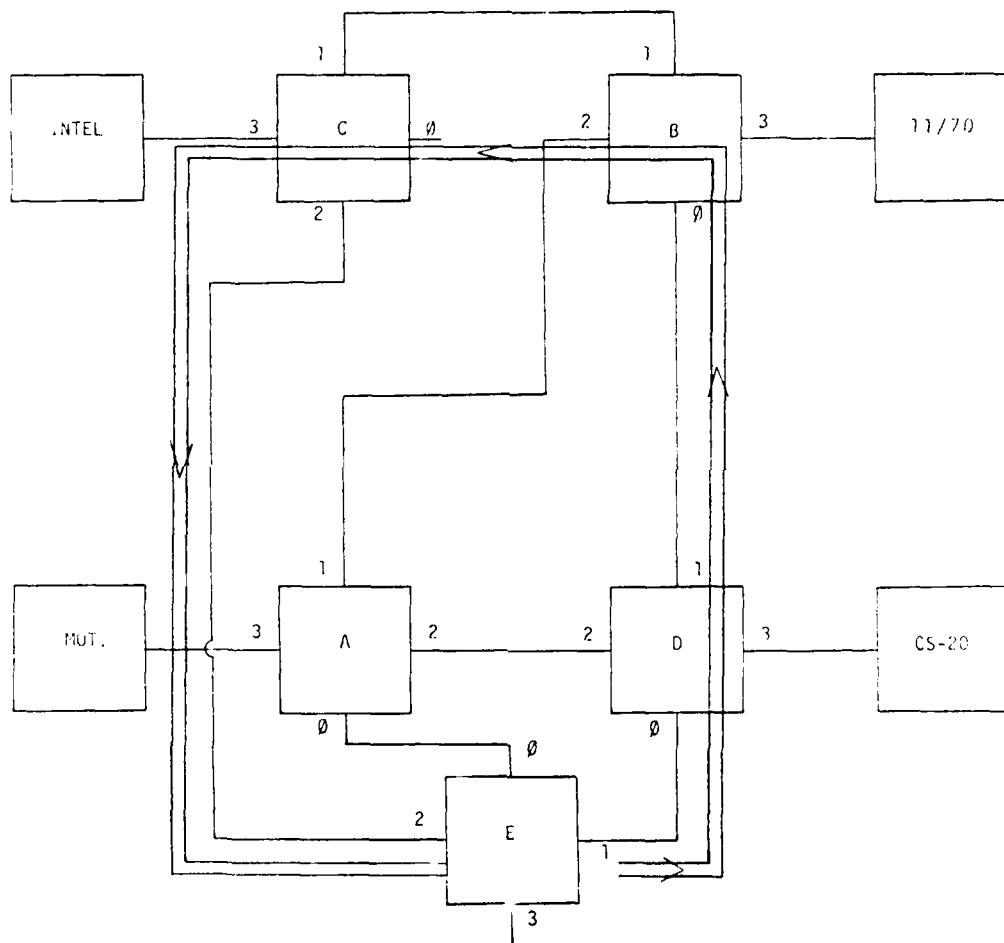 1 1
.NTEL 3 C Ø 2 B 3 11/70
2 Ø
1 1
MUT. 3 A 2 2 D 3 CS-20
Ø Ø Ø
2 E 1
3